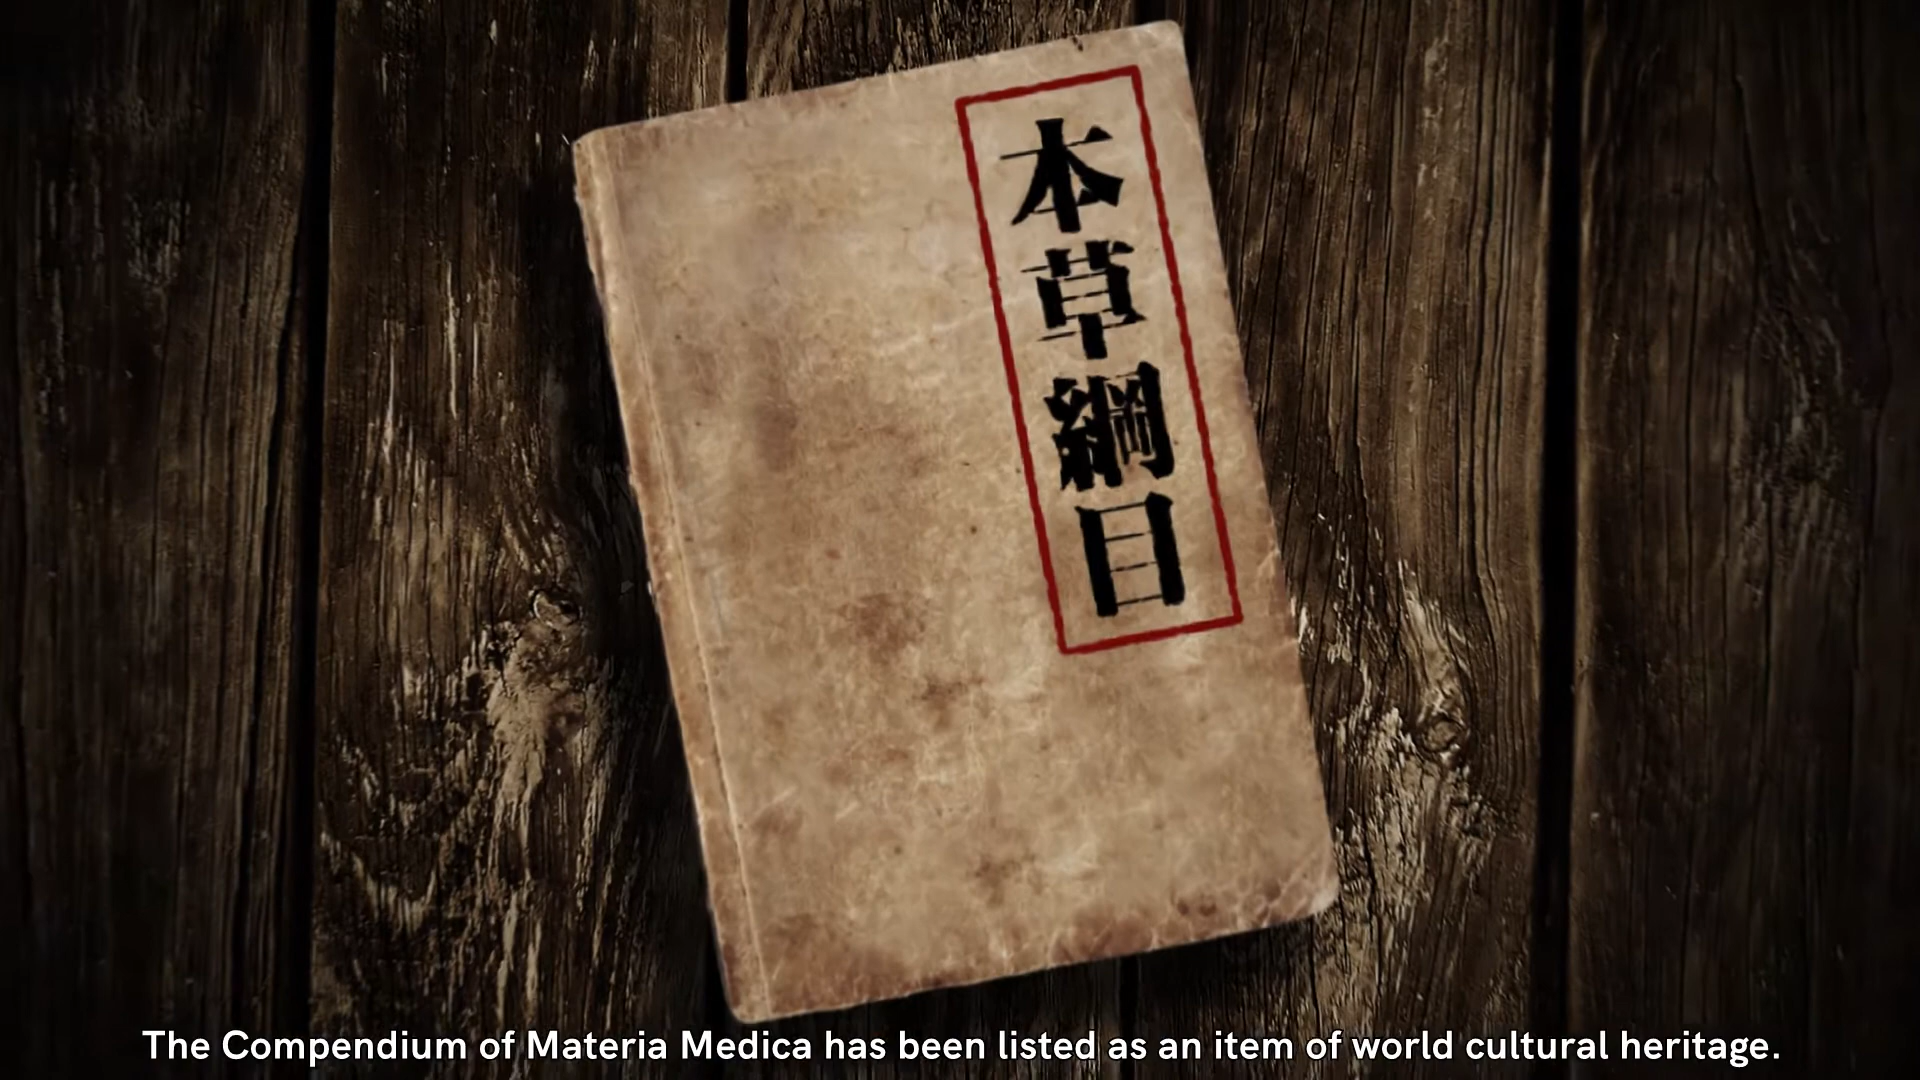 本草綱目
The Compendium of Materia Medica has been listed as an item of world cultural heritage.